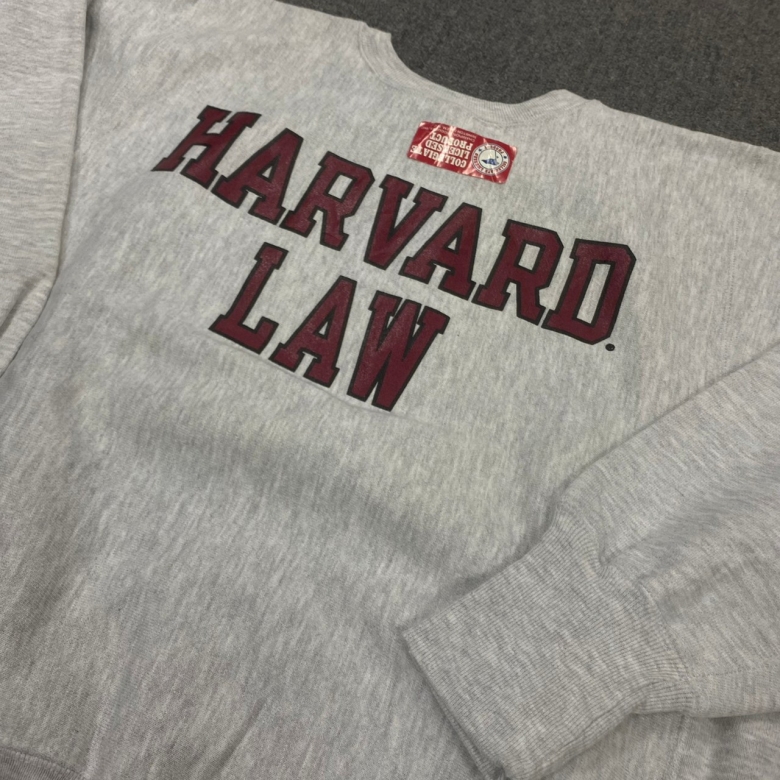 HARVARD.
LAW
COLLEGIATE
LICENSED
PRODUCT